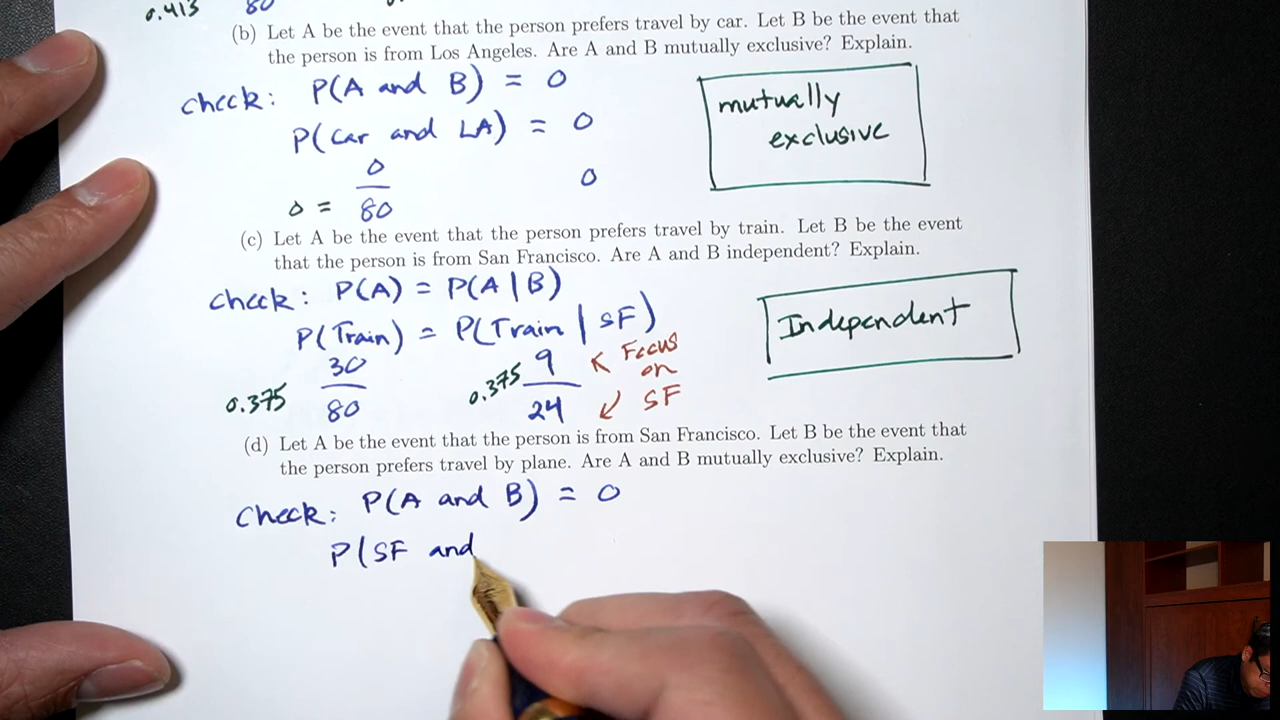 0.413 80
(b) Let A be the event that the person prefers travel by car. Let B be the event that
the person is from Los Angeles. Are A and B mutually exclusive? Explain.
check: P(A and B) = 0
P(Car and LA) = 0
0 = 0/80 0
mutually
exclusive
(c) Let A be the event that the person prefers travel by train. Let B be the event
that the person is from San Francisco. Are A and B independent? Explain.
check: P(A) = P(A | B)
P(Train) = P(Train | SF)
0.375 30/80 0.375 9/24
Focus
on
SF
Independent
(d) Let A be the event that the person is from San Francisco. Let B be the event that
the person prefers travel by plane. Are A and B mutually exclusive? Explain.
Check: P(A and B) = 0
P(SF and